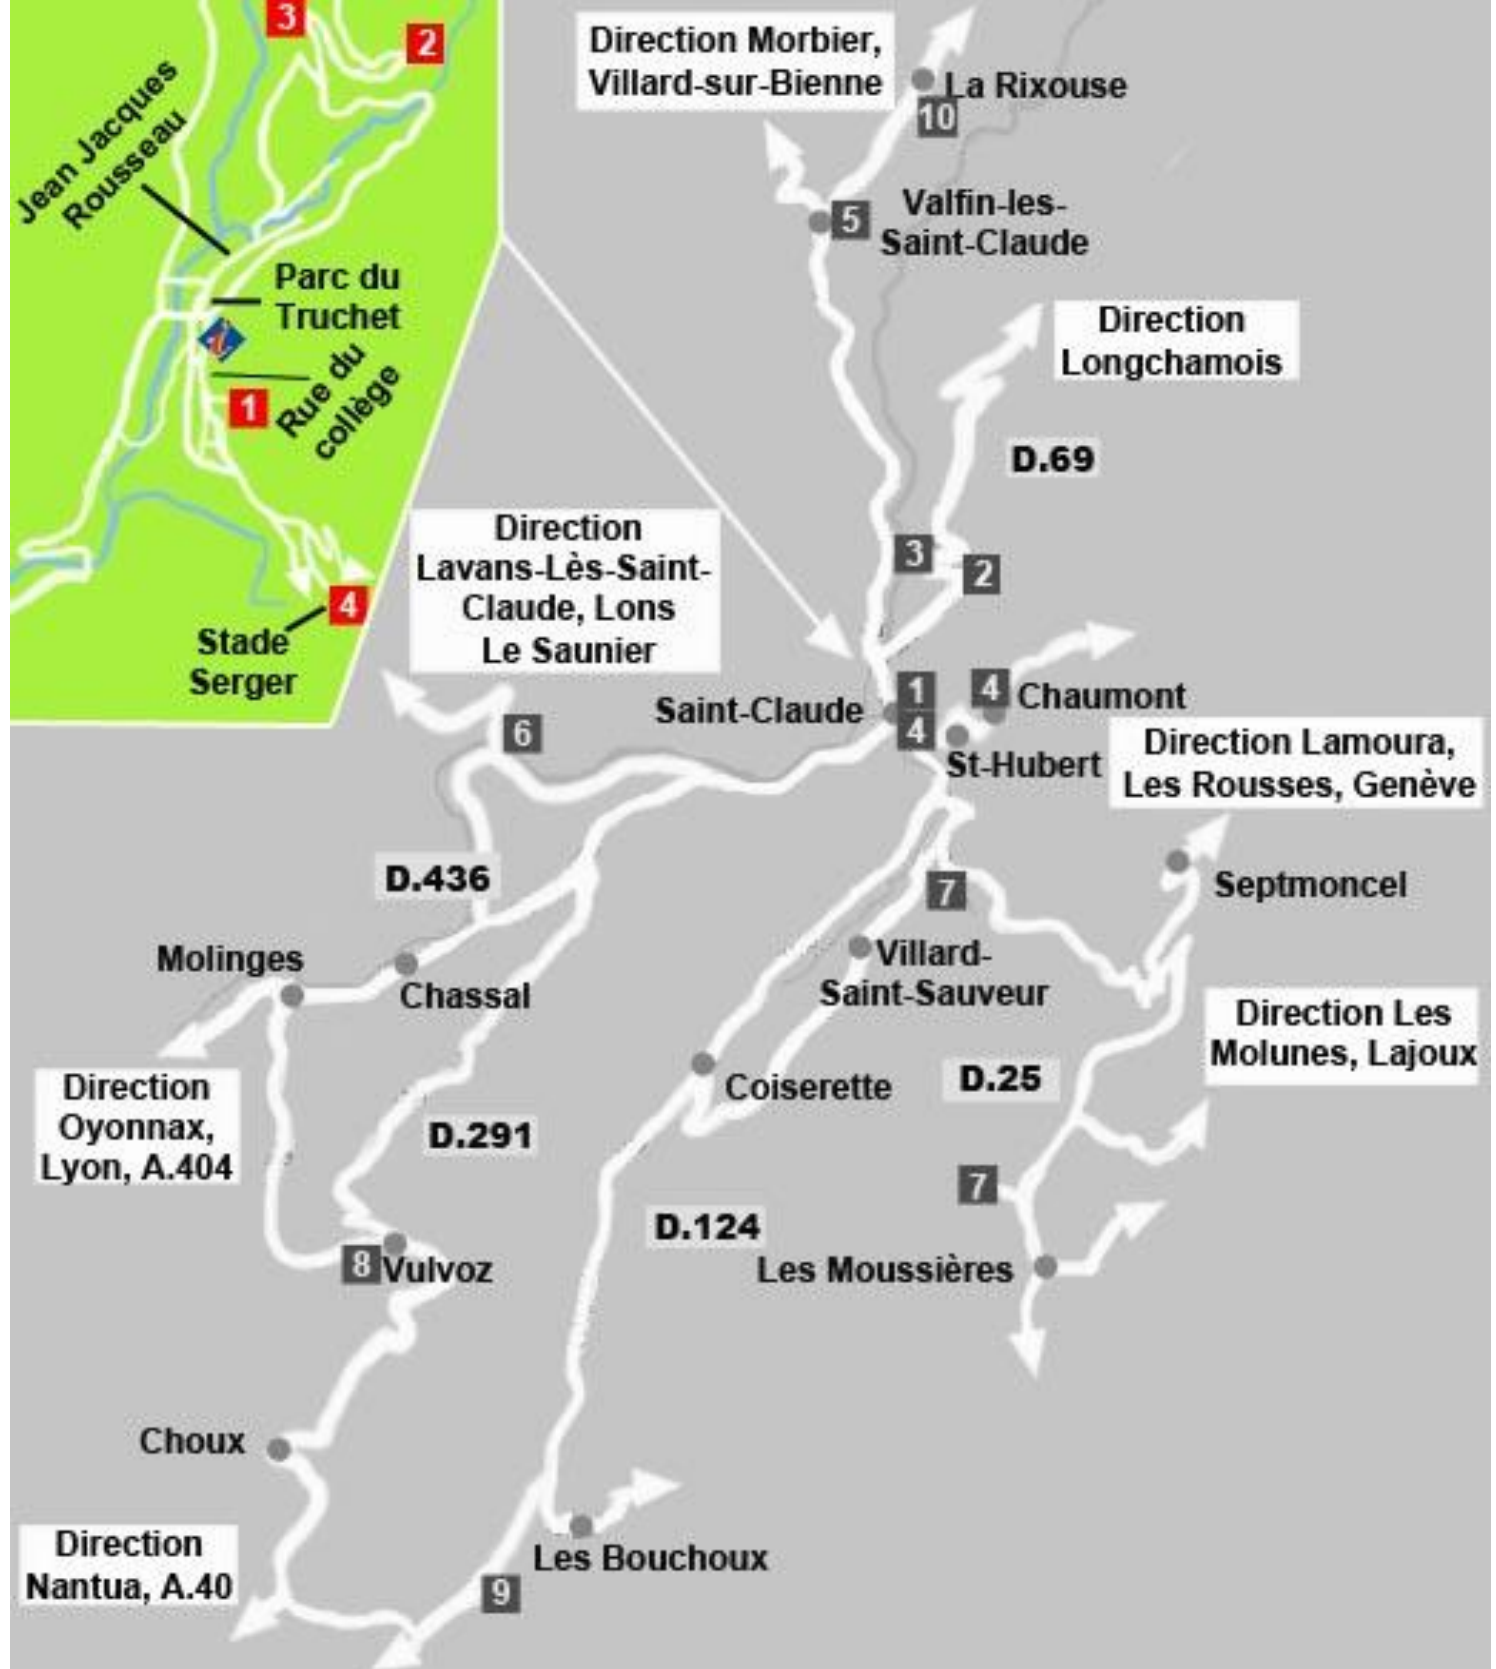 3
2
Jean Jacques
Rousseau
Parc du
Truchet
i
1
Rue du
collège
4
Stade
Serger
Direction Morbier,
Villard-sur-Bienne
La Rixouse
10
5
Valfin-les-
Saint-Claude
Direction
Longchamois
D.69
3
2
Direction
Lavans-Lès-Saint-
Claude, Lons
Le Saunier
6
Saint-Claude
1
4
4
Chaumont
St-Hubert
Direction Lamoura,
Les Rousses, Genève
D.436
7
Septmoncel
Molinges
Chassal
Villard-
Saint-Sauveur
Direction Les
Molunes, Lajoux
Direction
Oyonnax,
Lyon, A.404
D.291
Coiserette
D.25
7
D.124
8
Vulvoz
Les Moussières
Choux
Direction
Nantua, A.40
Les Bouchoux
9